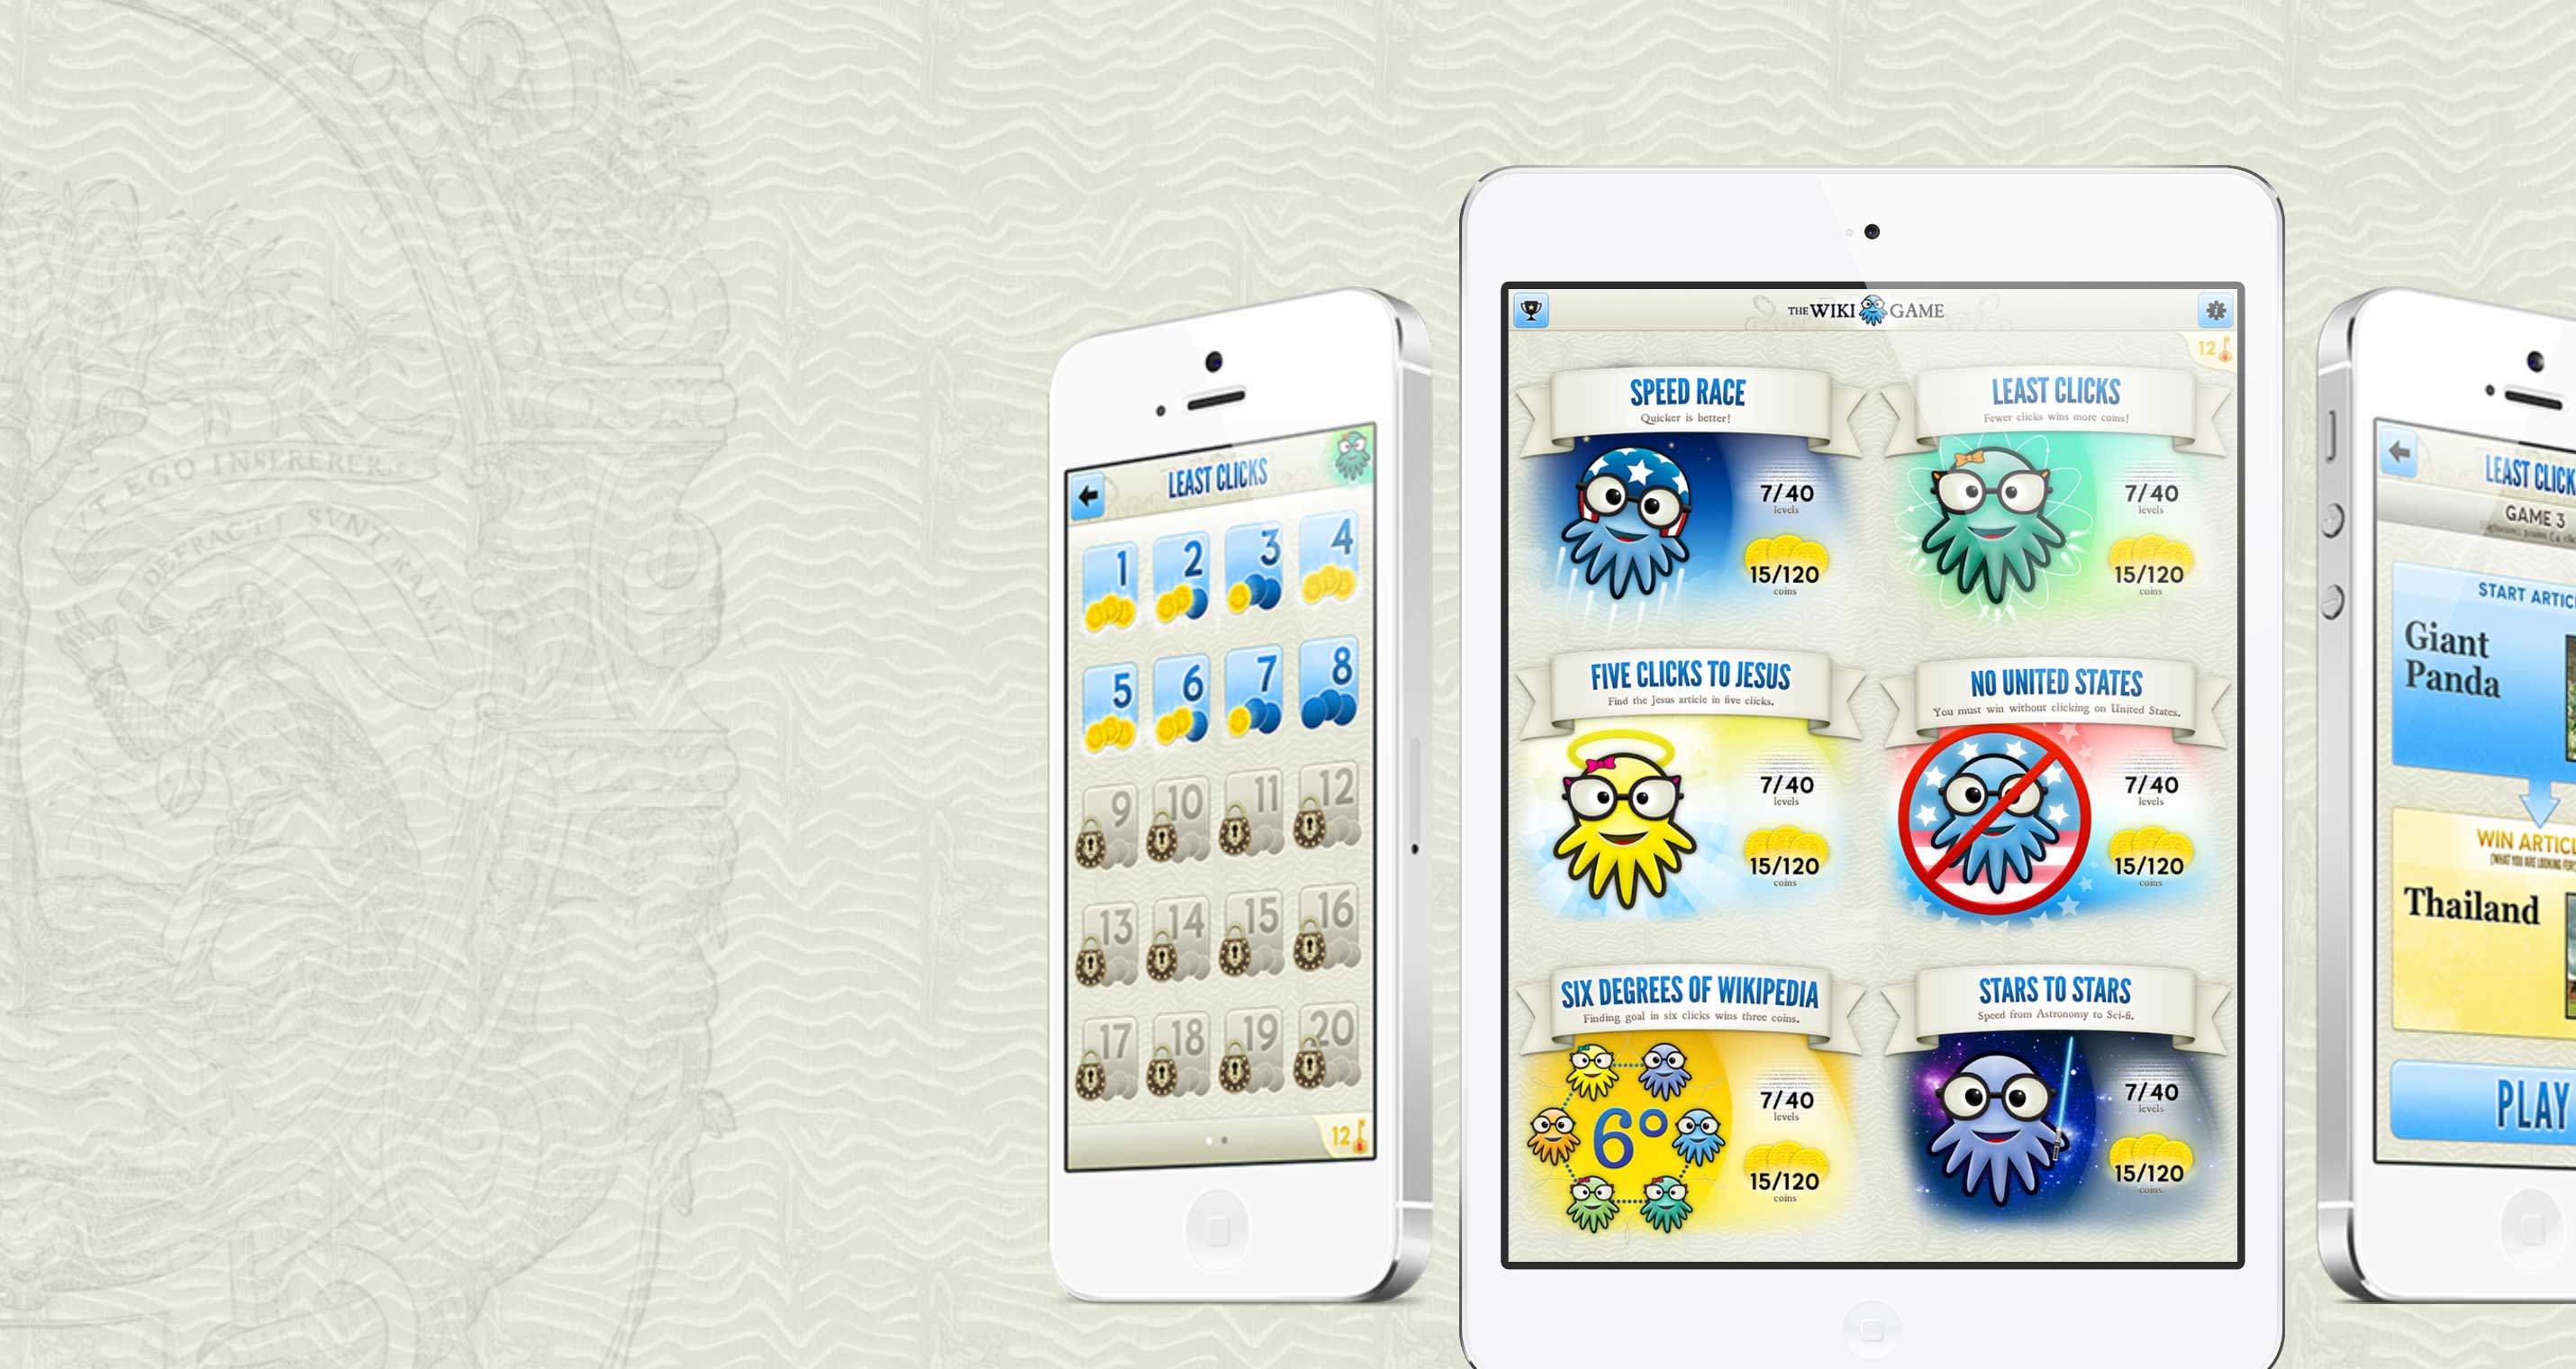 EGO INSERERER
DEFRACTI SVNT RAMI
LEAST CLICKS
1
2
3
4
5
6
7
8
9
10
11
12
13
14
15
16
17
18
19
20
12
THE WIKI GAME
12
SPEED RACE
Quicker is better!
7/40
levels
15/120
coins
LEAST CLICKS
Fewer clicks wins more coins!
7/40
levels
15/120
coins
FIVE CLICKS TO JESUS
Find the Jesus article in five clicks.
7/40
levels
15/120
coins
NO UNITED STATES
You must win without clicking on United States.
7/40
levels
15/120
coins
SIX DEGREES OF WIKIPEDIA
Finding goal in six clicks wins three coins.
6°
7/40
levels
15/120
coins
STARS TO STARS
Speed from Astronomy to Sci-fi.
7/40
levels
15/120
coins
LEAST CLICK
GAME 3
START ARTIC
Giant
Panda
WIN ARTICL
(WHAT YOU ARE LOOKING FOR
Thailand
PLAY